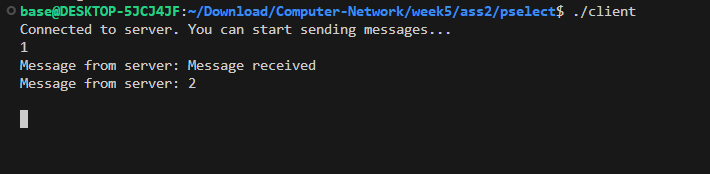 base@DESKTOP-5JCJ4JF:~/Download/Computer-Network/week5/ass2/pselect$ ./client
Connected to server. You can start sending messages...
1
Message from server: Message received
Message from server: 2